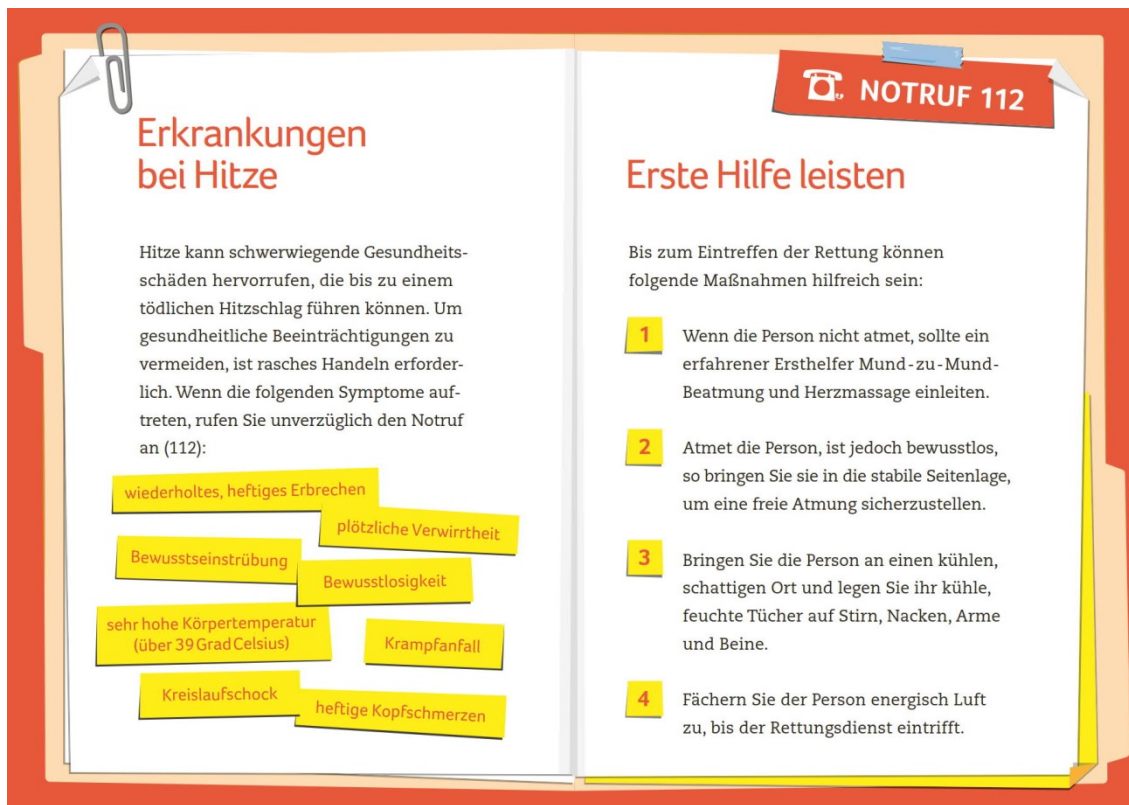 Erkrankungen
bei Hitze
Hitze kann schwerwiegende Gesundheits-
schäden hervorrufen, die bis zu einem
tödlichen Hitzschlag führen können. Um
gesundheitliche Beeinträchtigungen zu
vermeiden, ist rasches Handeln erforder-
lich. Wenn die folgenden Symptome auf-
treten, rufen Sie unverzüglich den Notruf
an (112):
wiederholtes, heftiges Erbrechen
plötzliche Verwirrtheit
Bewusstseinstrübung
Bewusstlosigkeit
sehr hohe Körpertemperatur
(über 39 Grad Celsius)
Krampfanfall
Kreislaufschock
heftige Kopfschmerzen
NOTRUF 112
Erste Hilfe leisten
Bis zum Eintreffen der Rettung können
folgende Maßnahmen hilfreich sein:
1 Wenn die Person nicht atmet, sollte ein
erfahrener Ersthelfer Mund-zu-Mund-
Beatmung und Herzmassage einleiten.
2 Atmet die Person, ist jedoch bewusstlos,
so bringen Sie sie in die stabile Seitenlage,
um eine freie Atmung sicherzustellen.
3 Bringen Sie die Person an einen kühlen,
schattigen Ort und legen Sie ihr kühle,
feuchte Tücher auf Stirn, Nacken, Arme
und Beine.
4 Fächern Sie der Person energisch Luft
zu, bis der Rettungsdienst eintrifft.